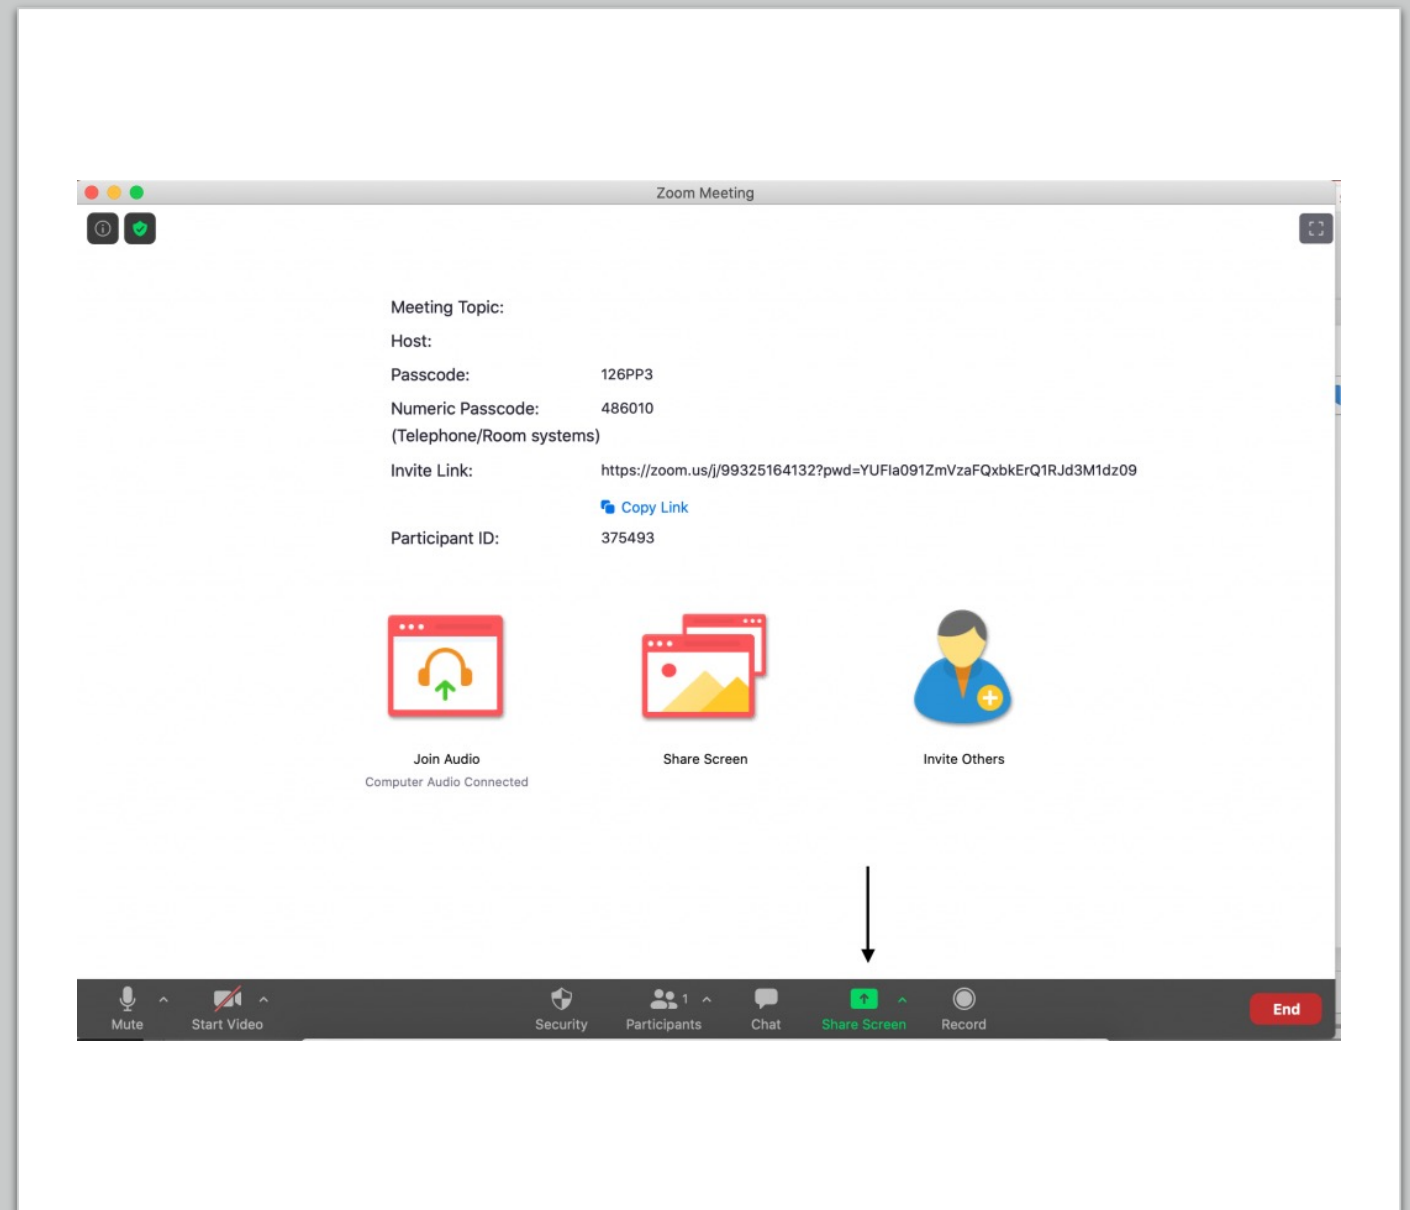 Zoom Meeting
Meeting Topic:
Host:
Passcode: 126PP3
Numeric Passcode: 486010
(Telephone/Room systems)
Invite Link: https://zoom.us/j/99325164132?pwd=YUFla091ZmVzaFQxbkErQ1RJd3M1dz09
Copy Link
Participant ID: 375493
Join Audio Share Screen Invite Others
Computer Audio Connected
1
Mute Start Video Security Participants Chat Share Screen Record End